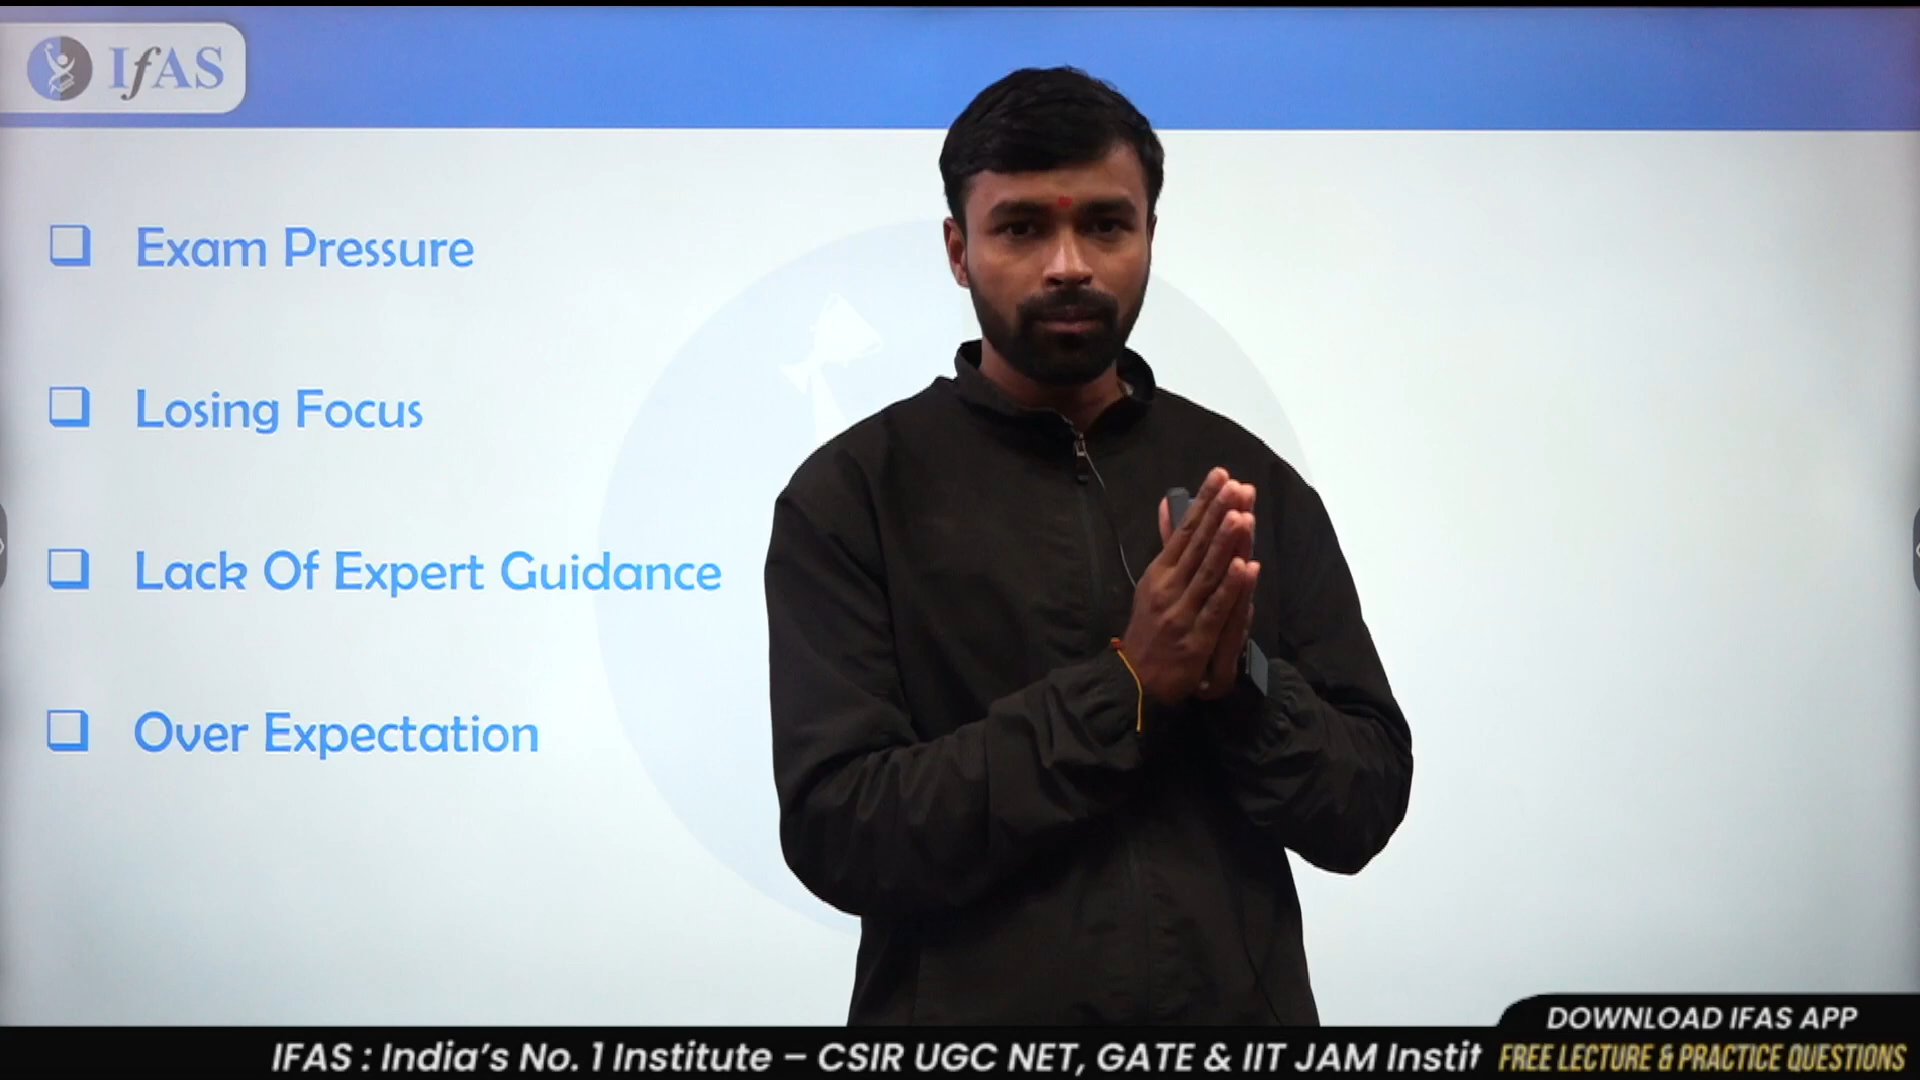 IfAS
Exam Pressure
Losing Focus
Lack Of Expert Guidance
Over Expectation
DOWNLOAD IFAS APP
IFAS : India's No. 1 Institute – CSIR UGC NET, GATE & IIT JAM Instit
FREE LECTURE & PRACTICE QUESTIONS